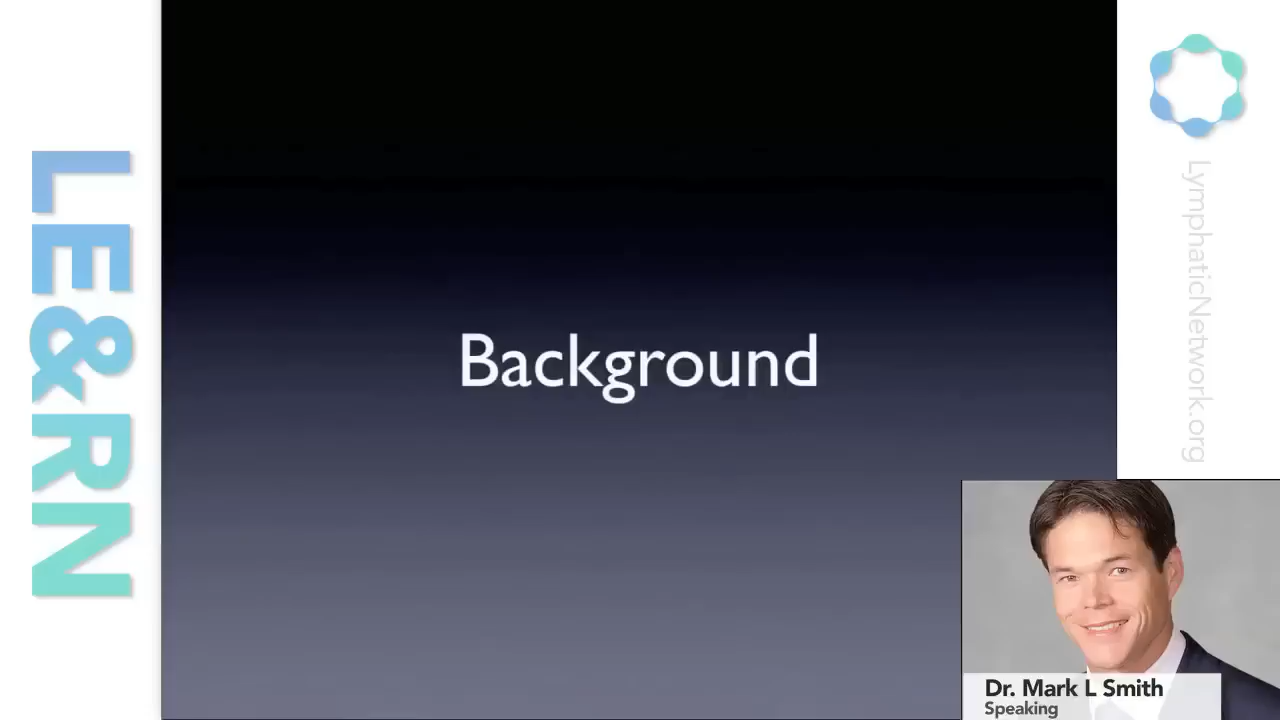 LE&RN
Background
LymphaticNetwork.org
Dr. Mark L Smith
Speaking